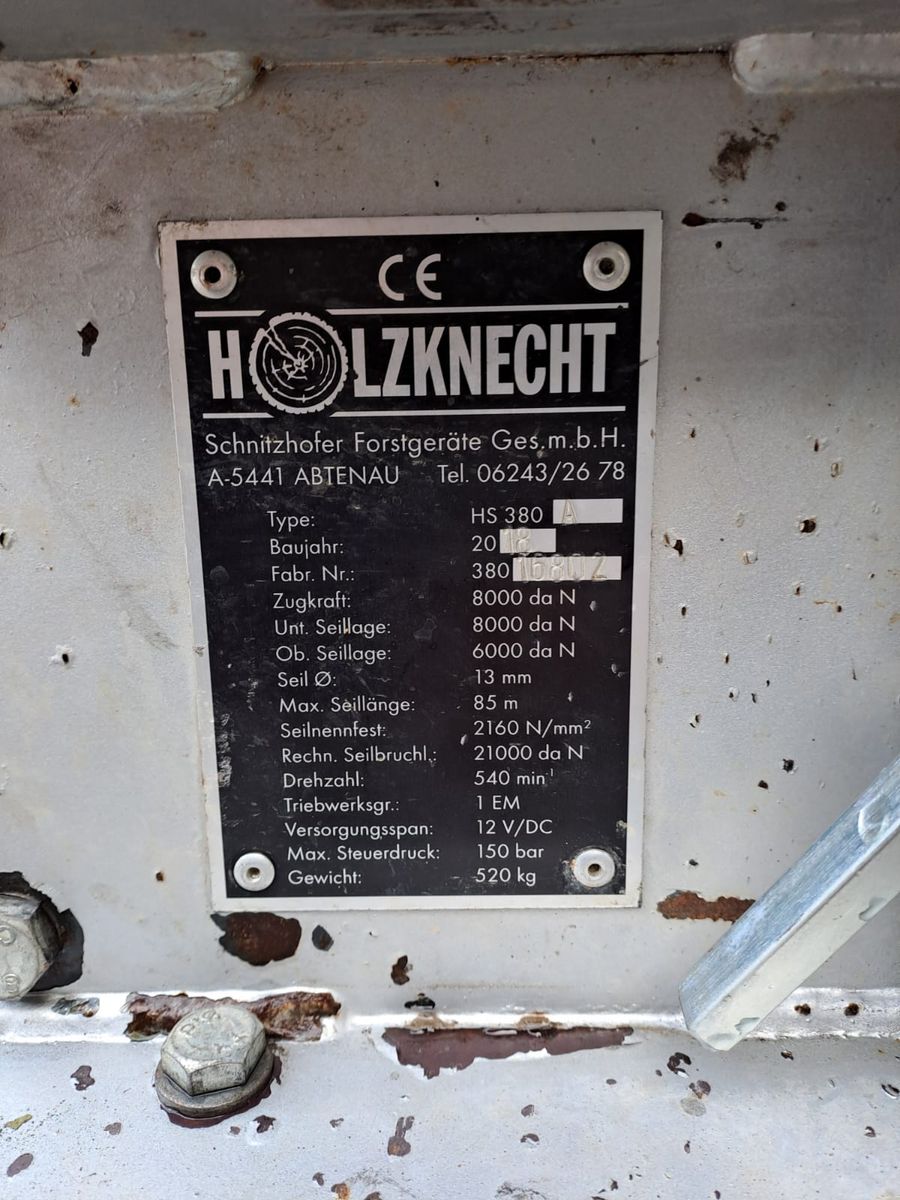 CE
HOLZKNECHT
Schnitzhofer Forstgeräte Ges.m.b.H.
A-5441 ABTENAU Tel. 06243/26 78
Type: HS 380 A
Baujahr: 2018
Fabr. Nr.: 380 16802
Zugkraft: 8000 da N
Unt. Seillage: 8000 da N
Ob. Seillage: 6000 da N
Seil Ø: 13 mm
Max. Seillänge: 85 m
Seilnennfest: 2160 N/mm²
Rechn. Seilbruchl.: 21000 da N
Drehzahl: 540 min¹
Triebwerksgr.: 1 EM
Versorgungsspan: 12 V/DC
Max. Steuerdruck: 150 bar
Gewicht: 520 kg